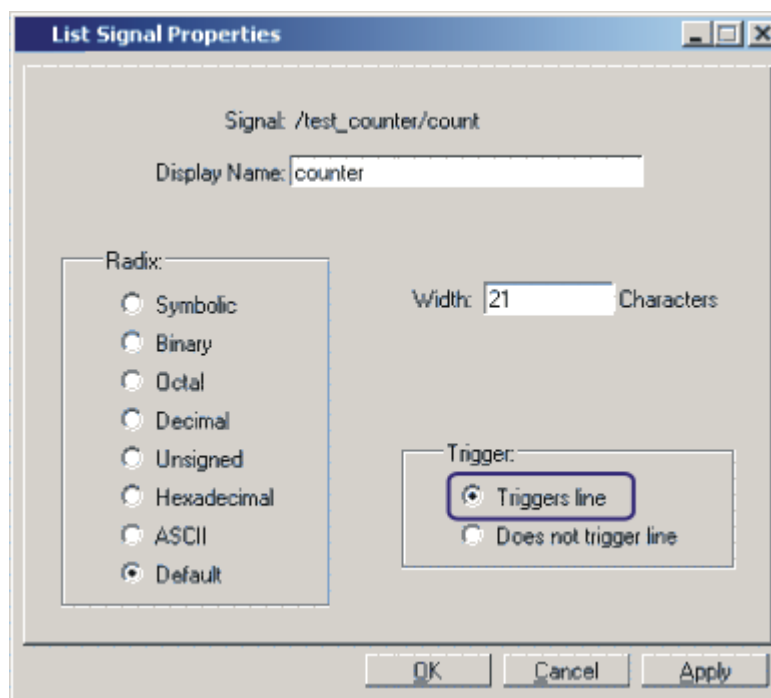 List Signal Properties
Signal: /test_counter/count
Display Name: counter
Radix:
Symbolic
Binary
Octal
Decimal
Unsigned
Hexadecimal
ASCII
Default
Width: 21 Characters
Trigger:
Triggers line
Does not trigger line
OK Cancel Apply